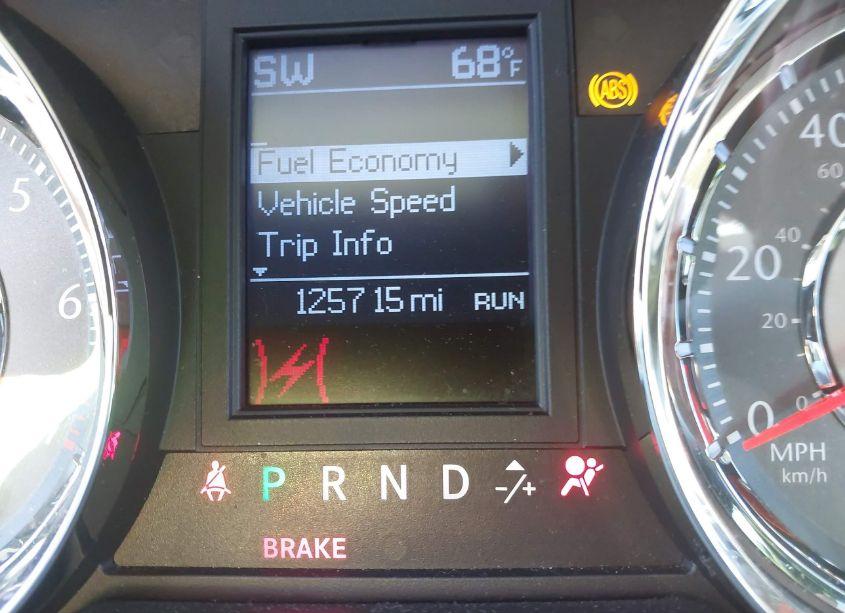 SW 68°F
ABS
Fuel Economy
Vehicle Speed
Trip Info
125715 mi RUN
P R N D -/+
BRAKE
5
6
40
60
20
40
20
0
0
MPH
km/h